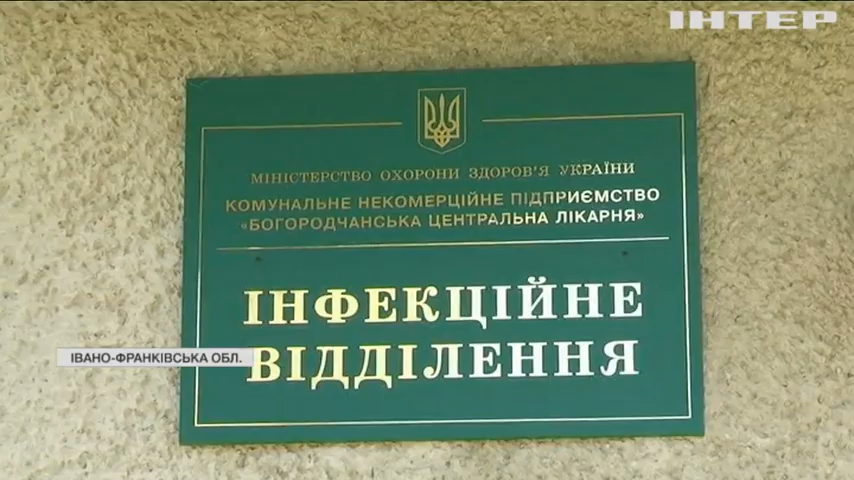 ІНТЕР
МІНІСТЕРСТВО ОХОРОНИ ЗДОРОВ'Я УКРАЇНИ
КОМУНАЛЬНЕ НЕКОМЕРЦІЙНЕ ПІДПРИЄМСТВО
«БОГОРОДЧАНСЬКА ЦЕНТРАЛЬНА ЛІКАРНЯ»
ІНФЕКЦІЙНЕ
ВІДДІЛЕННЯ
ІВАНО-ФРАНКІВСЬКА ОБЛ.